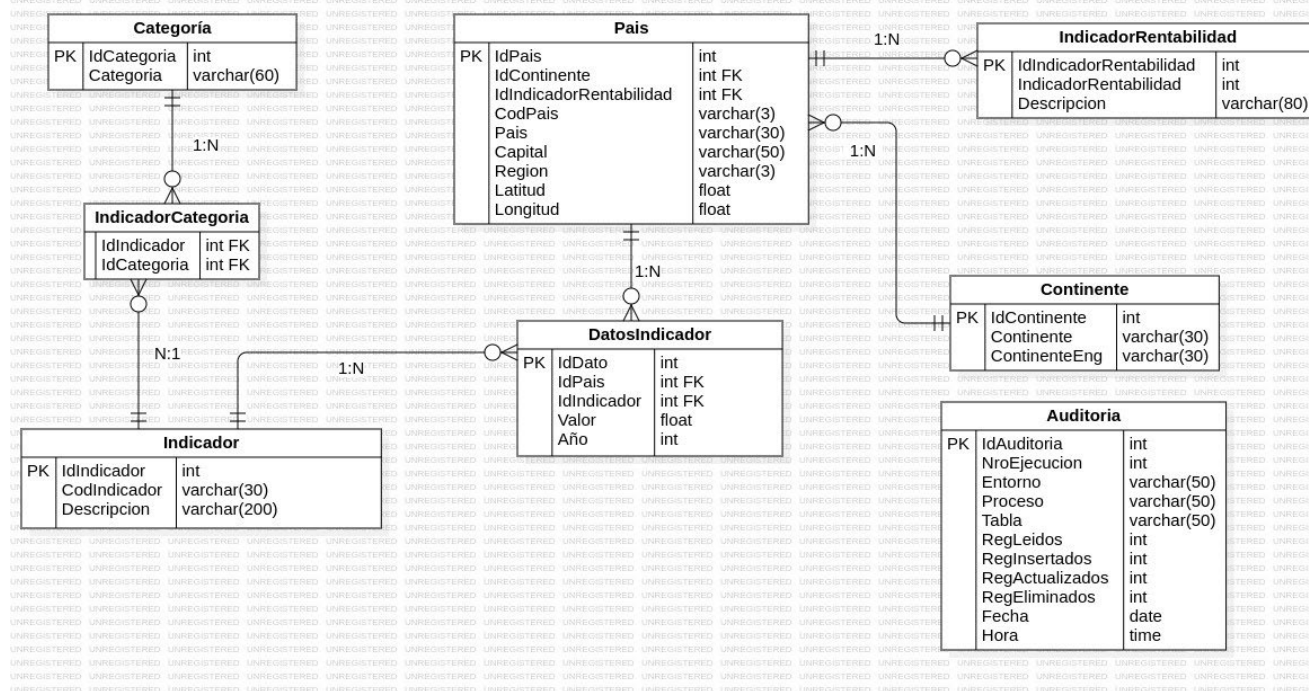 Categoría
PK IdCategoria int
Categoria varchar(60)
1:N
IndicadorCategoria
IdIndicador int FK
IdCategoria int FK
N:1
Indicador
PK IdIndicador int
CodIndicador varchar(30)
Descripcion varchar(200)
Pais
PK IdPais int
IdContinente int FK
IdIndicadorRentabilidad int FK
CodPais varchar(3)
Pais varchar(30)
Capital varchar(50)
Region varchar(3)
Latitud float
Longitud float
1:N
1:N
1:N
DatosIndicador
PK IdDato int
IdPais int FK
IdIndicador int FK
Valor float
Año int
1:N
IndicadorRentabilidad
PK IdIndicadorRentabilidad int
IndicadorRentabilidad int
Descripcion varchar(80)
Continente
PK IdContinente int
Continente varchar(30)
ContinenteEng varchar(30)
Auditoria
PK IdAuditoria int
NroEjecucion int
Entorno varchar(50)
Proceso varchar(50)
Tabla varchar(50)
RegLeidos int
RegInsertados int
RegActualizados int
RegEliminados int
Fecha date
Hora time
UNREGISTERED